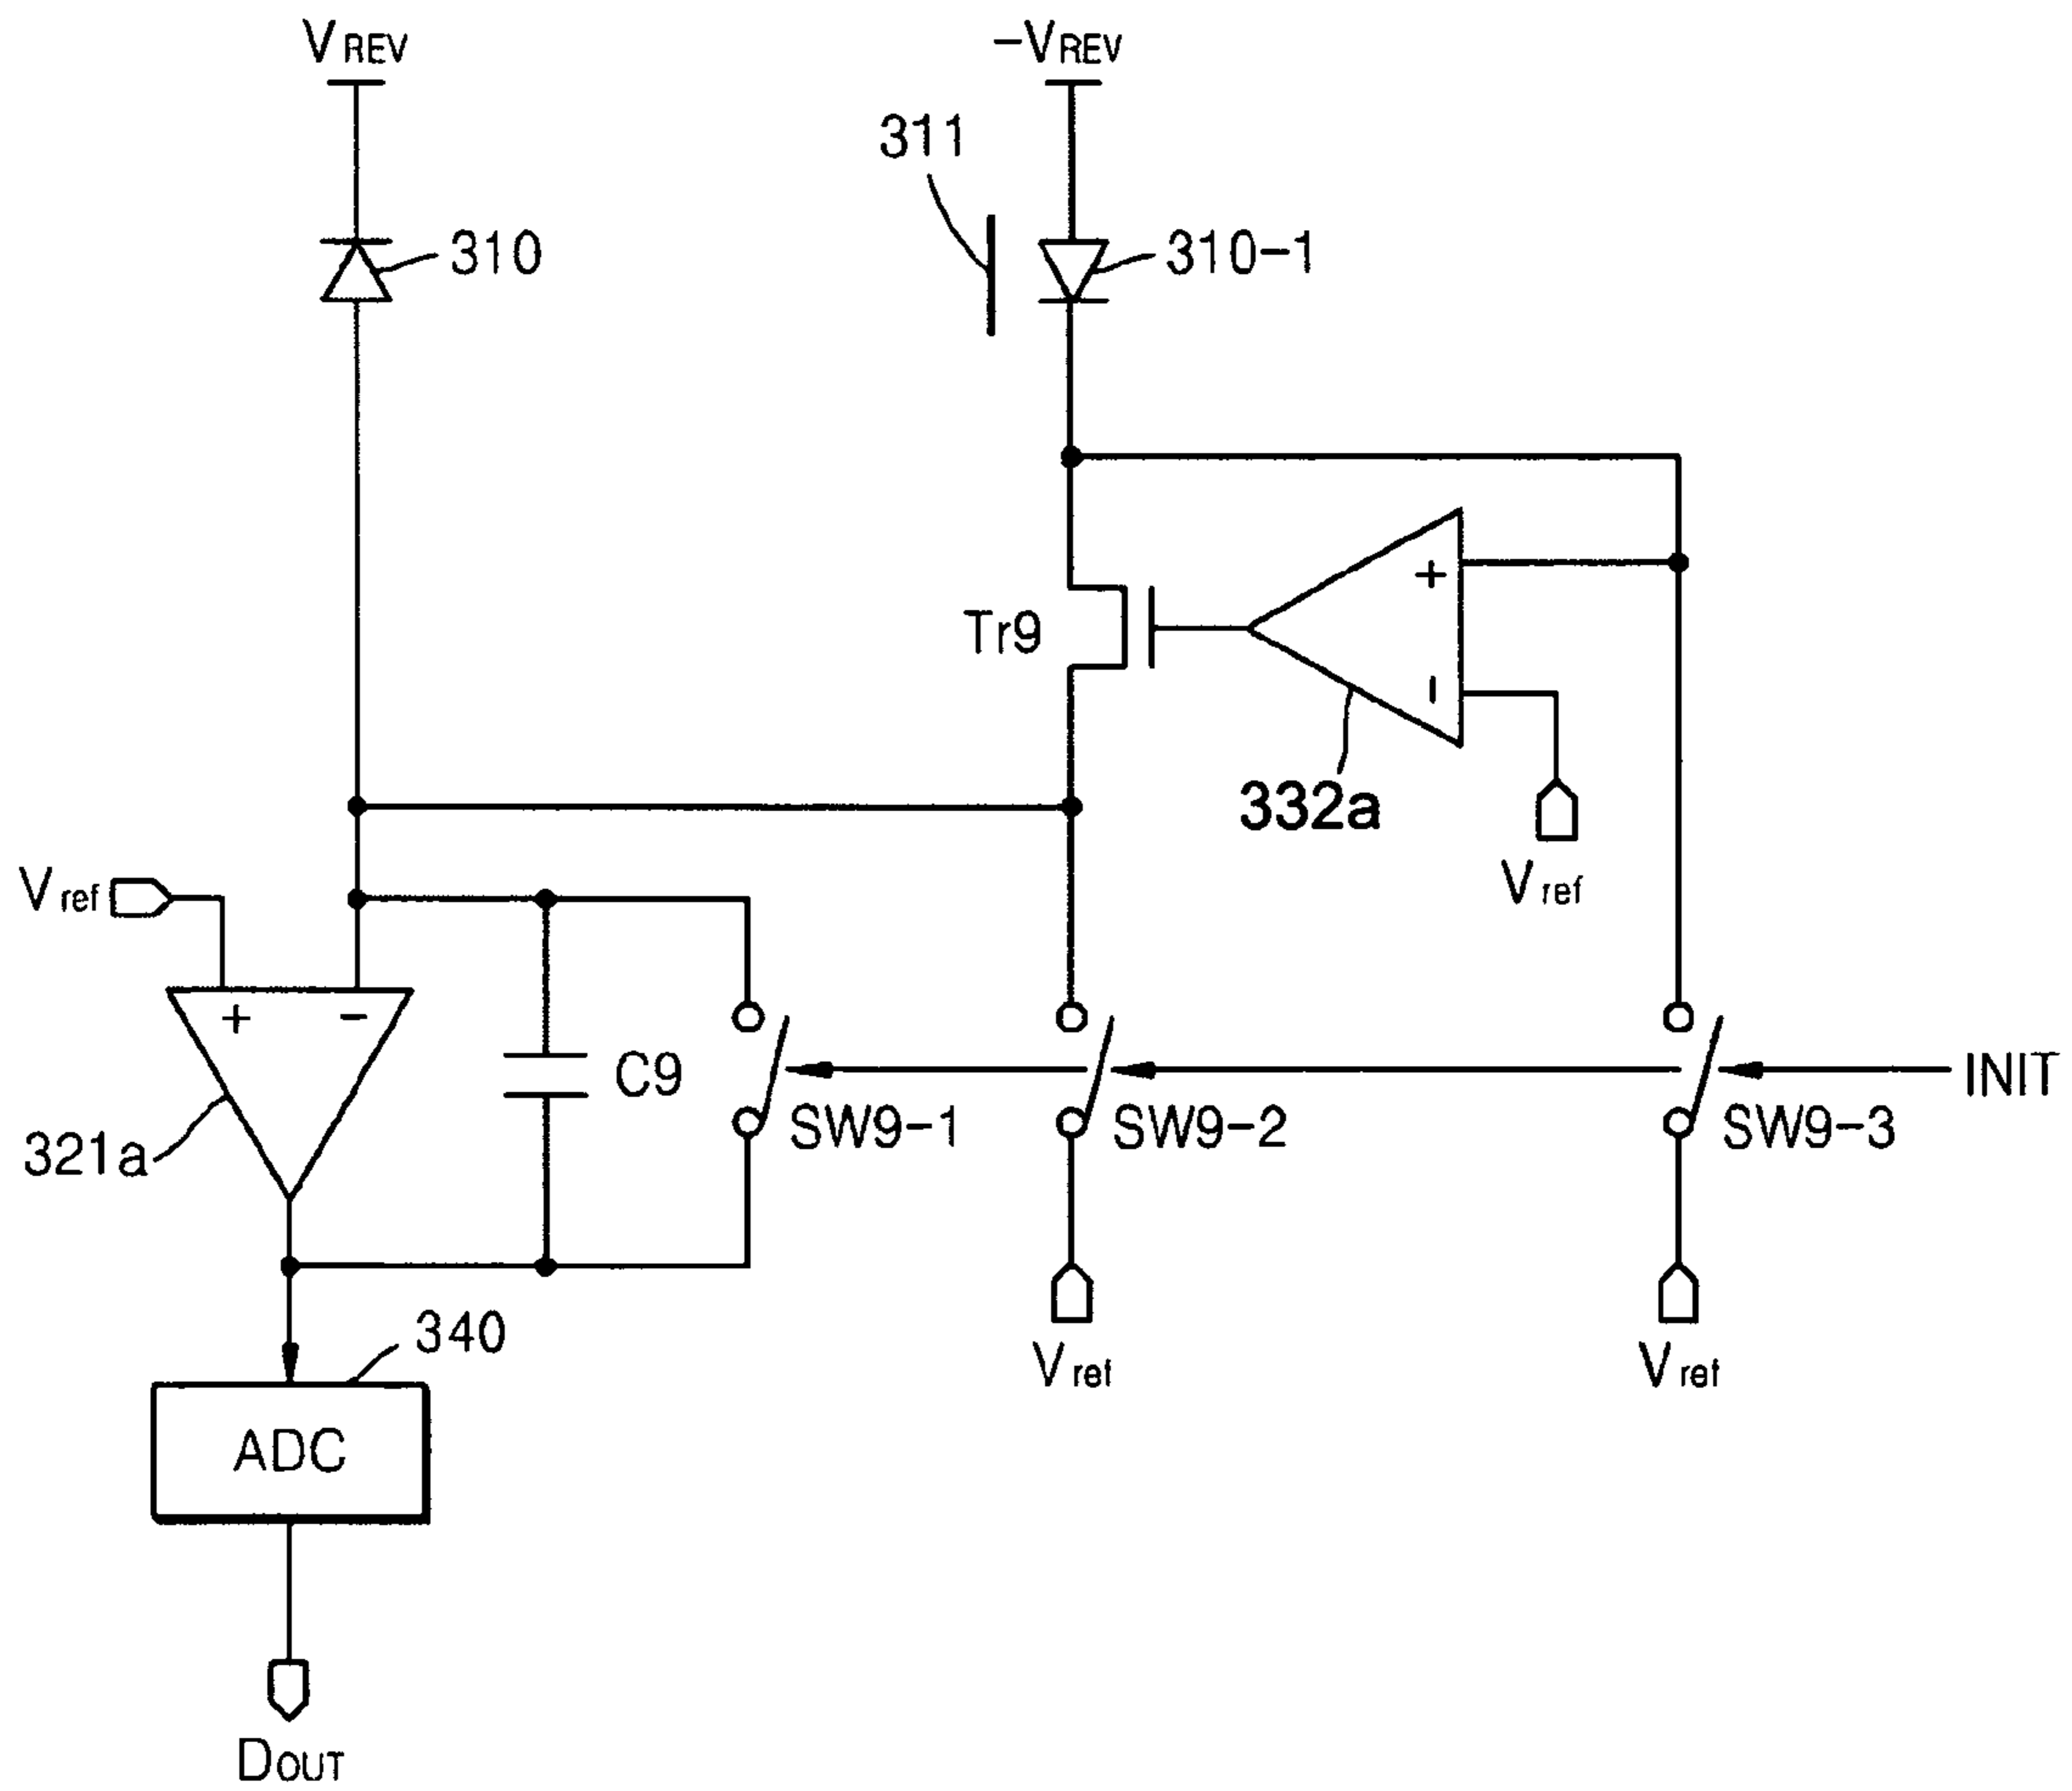 VREV
-VREV
311
310
310-1
+
Tr9
-
332a
Vref
Vref
+ -
C9
INIT
321a
SW9-1
SW9-2
SW9-3
340
Vref
Vref
ADC
DOUT